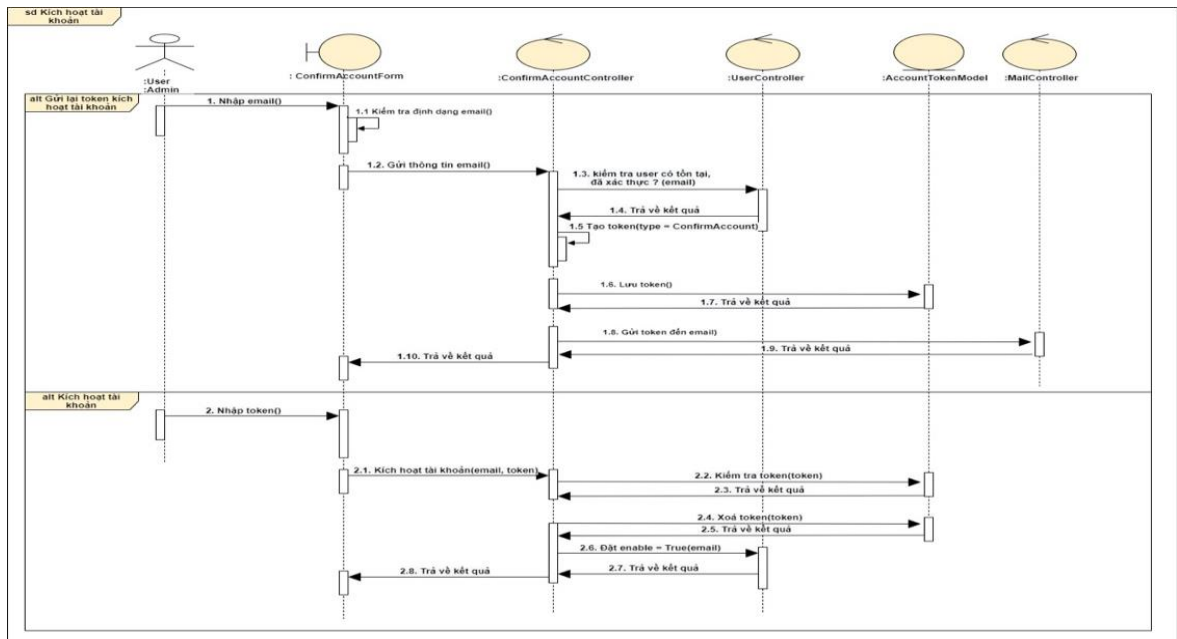 sd Kích hoạt tài
khoản
:User
:Admin
: ConfirmAccountForm
:ConfirmAccountController
:UserController
:AccountTokenModel
:MailController
alt Gửi lại token kích
hoạt tài khoản
1. Nhập email()
1.1 Kiểm tra định dạng email()
1.2. Gửi thông tin email()
1.3. kiểm tra user có tồn tại,
đã xác thực ? (email)
1.4. Trả về kết quả
1.5 Tạo token(type = ConfirmAccount)
1.6. Lưu token()
1.7. Trả về kết quả
1.8. Gửi token đến email)
1.9. Trả về kết quả
1.10. Trả về kết quả
alt Kích hoạt tài
khoản
2. Nhập token()
2.1. Kích hoạt tài khoản(email, token)
2.2. Kiểm tra token(token)
2.3. Trả về kết quả
2.4. Xoá token(token)
2.5. Trả về kết quả
2.6. Đặt enable = True(email)
2.7. Trả về kết quả
2.8. Trả về kết quả